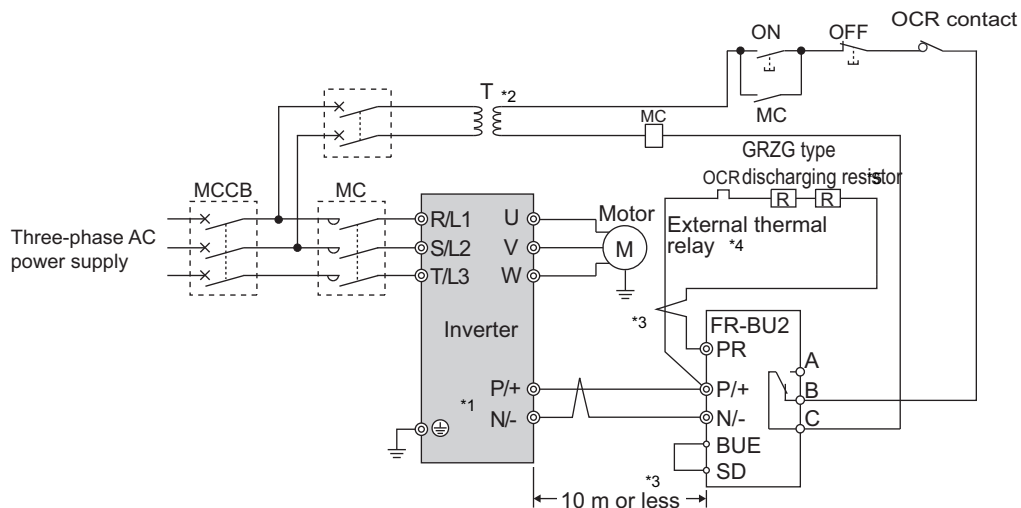 OCR contact
ON
OFF
T *2
MC
MC
GRZG type
OCR discharging resistor
R
R
External thermal
relay *4
MCCB
MC
Three-phase AC
power supply
R/L1
S/L2
T/L3
U
V
W
Motor
M
Inverter
*1
P/+
N/-
*3
FR-BU2
PR
P/+
N/-
BUE
SD
A
B
C
*3
10 m or less